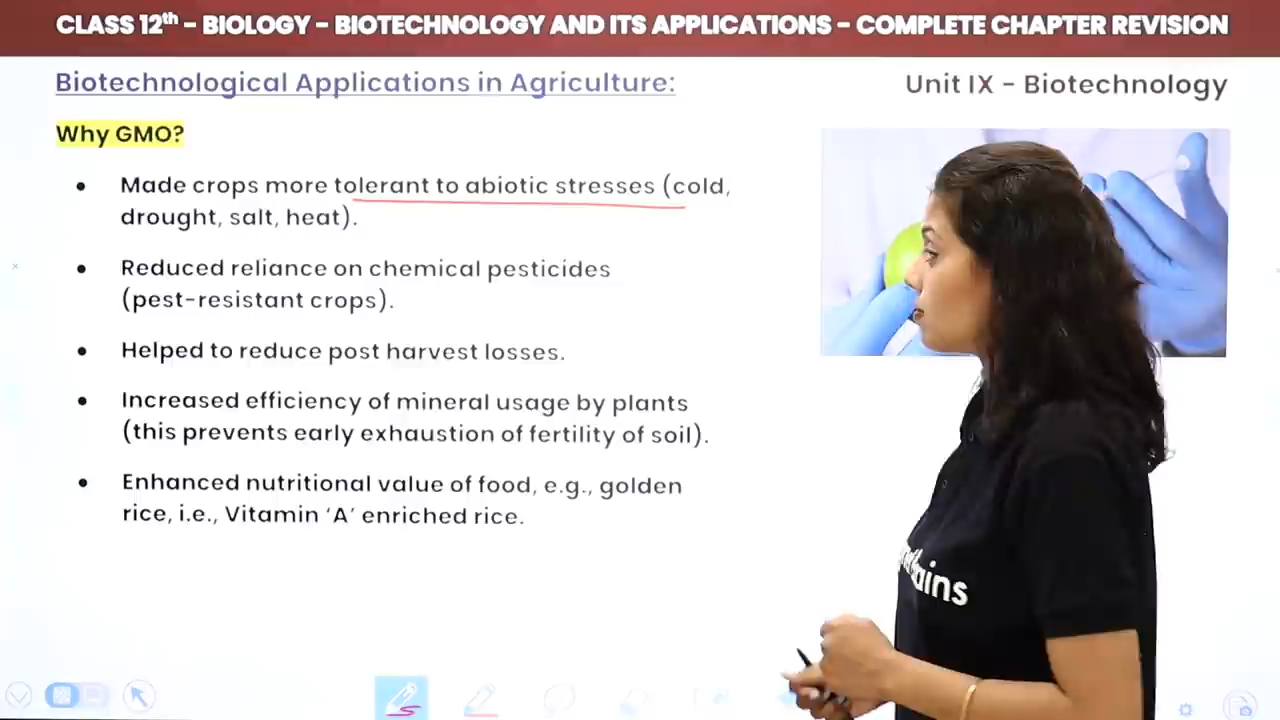 CLASS 12th – BIOLOGY – BIOTECHNOLOGY AND ITS APPLICATIONS – COMPLETE CHAPTER REVISION
Biotechnological Applications in Agriculture:
Unit IX – Biotechnology
Why GMO?
• Made crops more tolerant to abiotic stresses (cold,
drought, salt, heat).
• Reduced reliance on chemical pesticides
(pest-resistant crops).
• Helped to reduce post harvest losses.
• Increased efficiency of mineral usage by plants
(this prevents early exhaustion of fertility of soil).
• Enhanced nutritional value of food, e.g., golden
rice, i.e., Vitamin ‘A’ enriched rice.